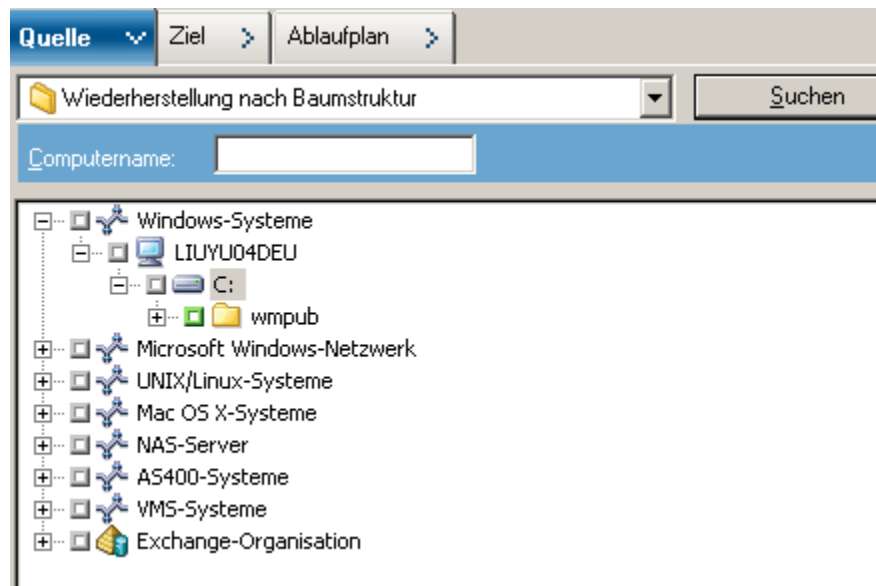 Quelle Ziel Ablaufplan
Wiederherstellung nach Baumstruktur Suchen
Computername:
Windows-Systeme
LIUYU04DEU
C:
wmpub
Microsoft Windows-Netzwerk
UNIX/Linux-Systeme
Mac OS X-Systeme
NAS-Server
AS400-Systeme
VMS-Systeme
Exchange-Organisation